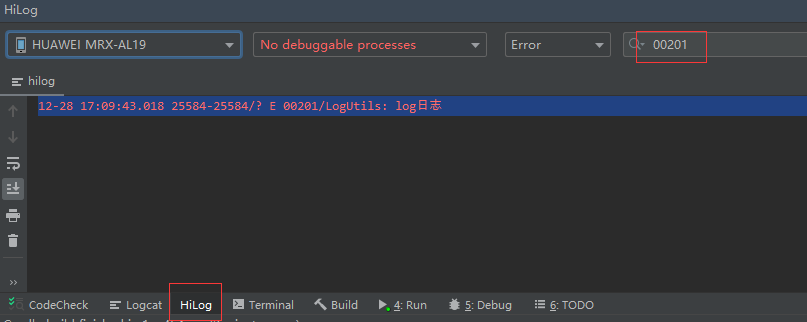 HiLog
HUAWEI MRX-AL19 No debuggable processes Error 00201
hilog
12-28 17:09:43.018 25584-25584/? E 00201/LogUtils: log日志
CodeCheck Logcat HiLog Terminal Build 4: Run 5: Debug 6: TODO